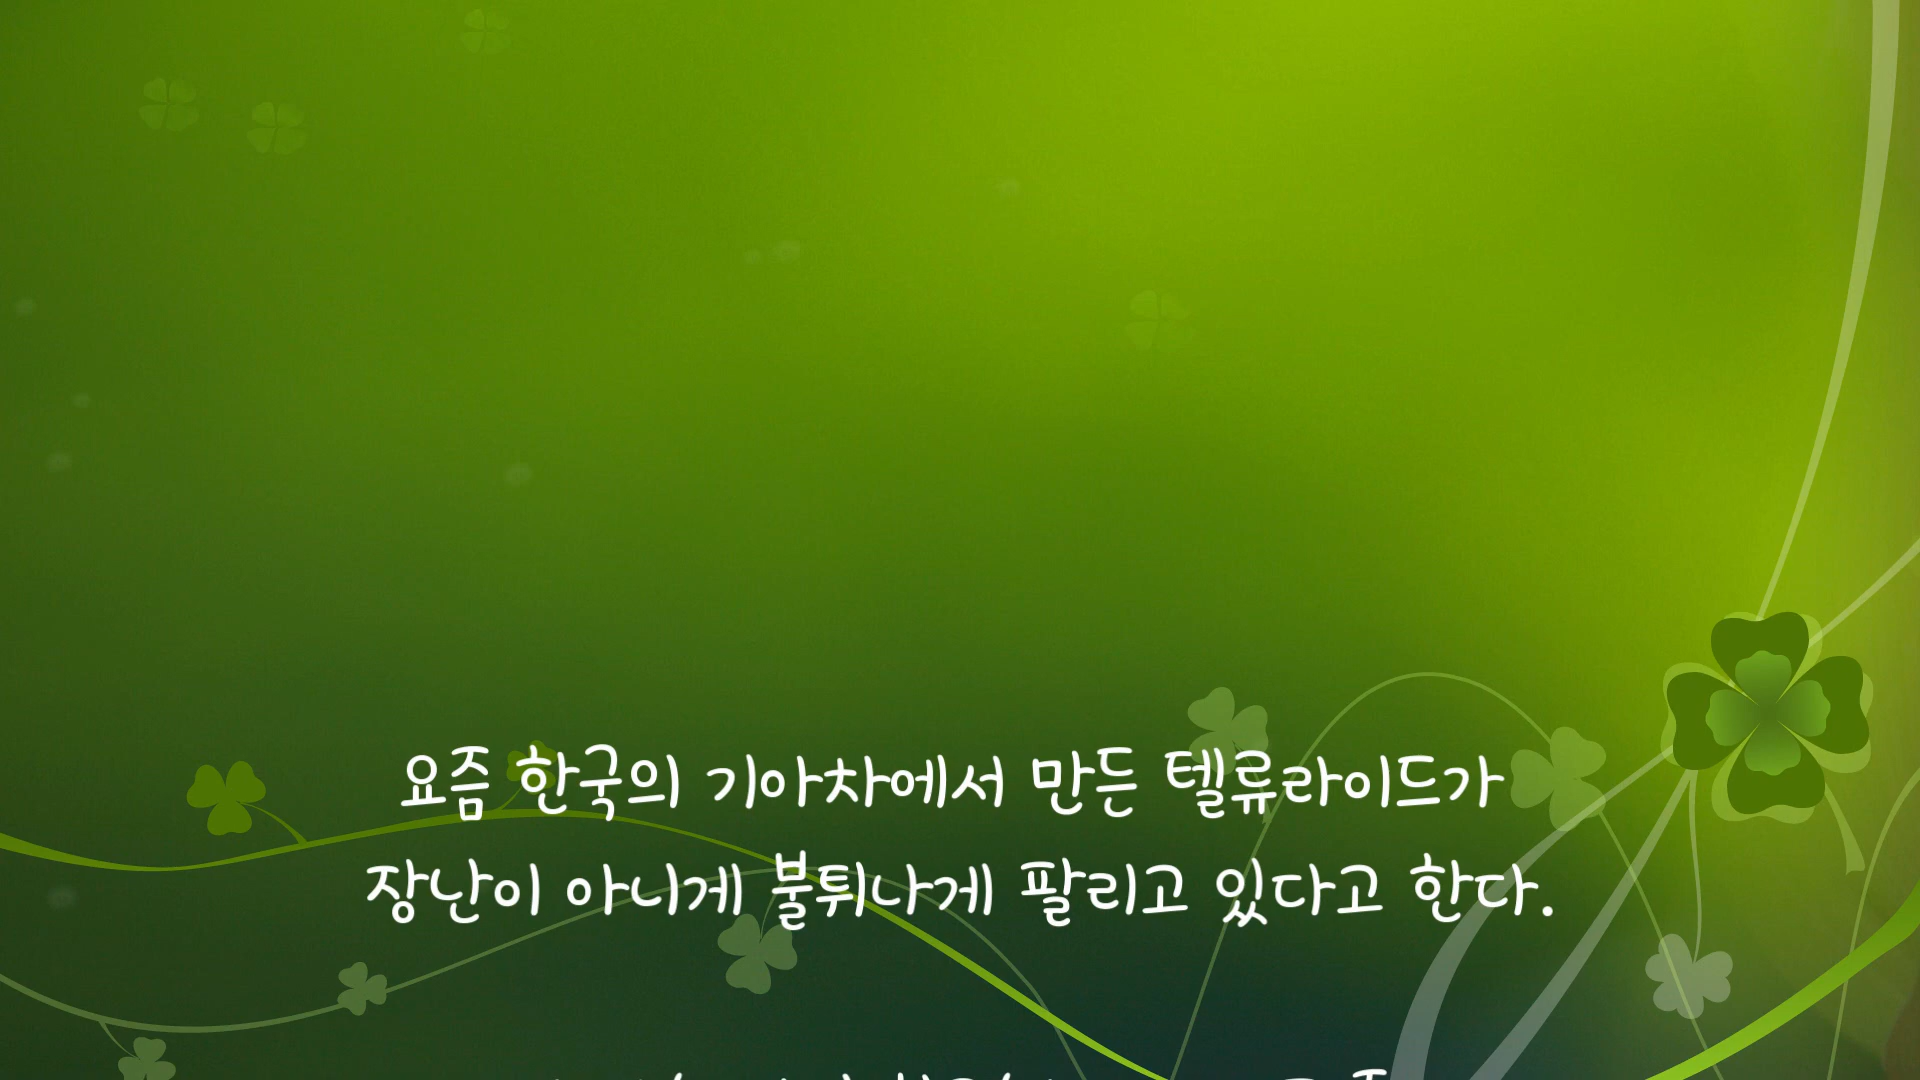 요즘 한국의 기아차에서 만든 텔류라이드가
장난이 아니게 불튀나게 팔리고 있다고 한다.